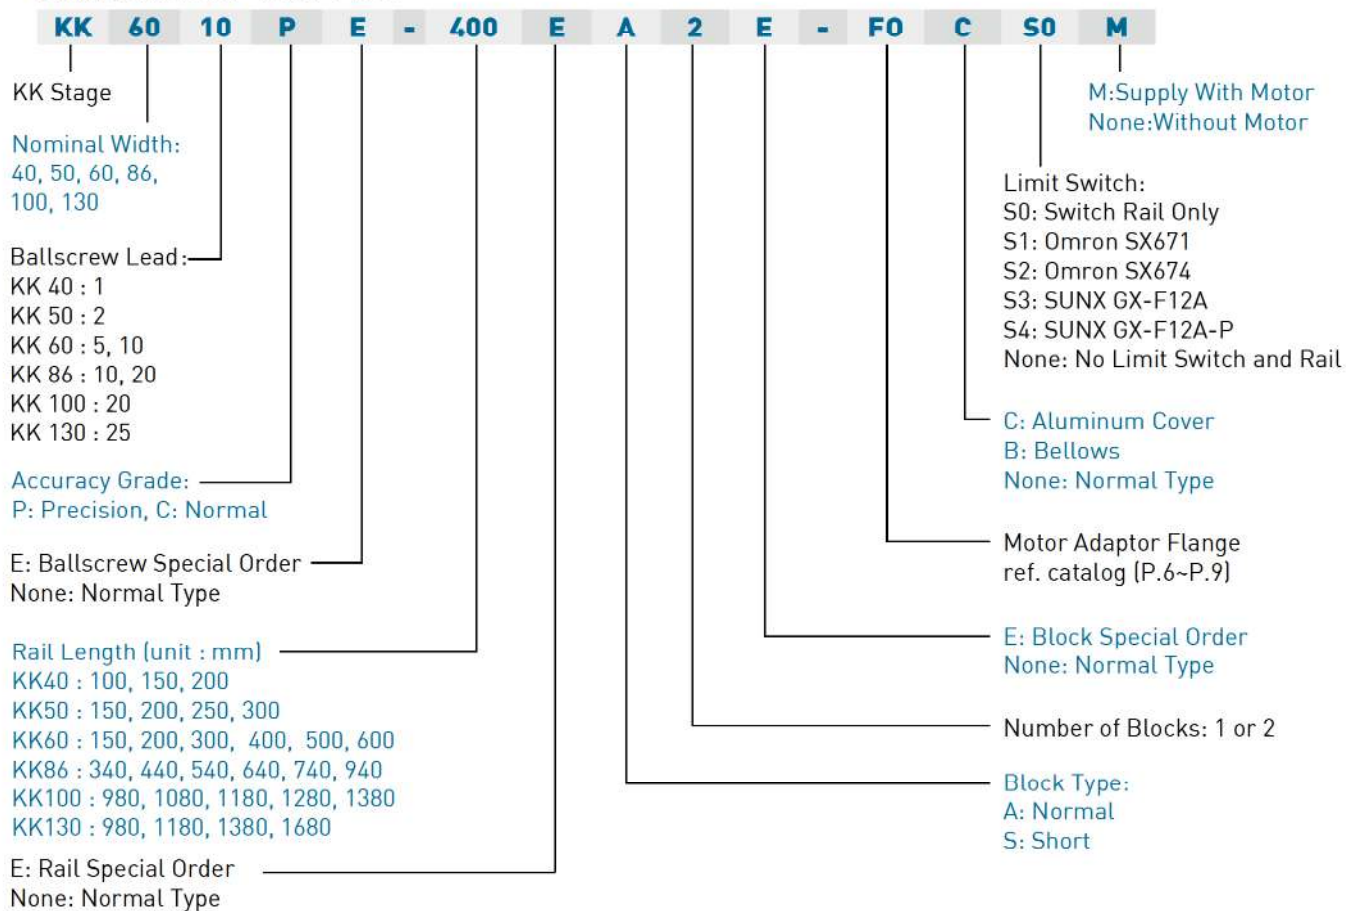 KK 60 10 P E - 400 E A 2 E - F0 C S0 M
KK Stage
Nominal Width:
40, 50, 60, 86,
100, 130
Ballscrew Lead:
KK 40 : 1
KK 50 : 2
KK 60 : 5, 10
KK 86 : 10, 20
KK 100 : 20
KK 130 : 25
Accuracy Grade:
P: Precision, C: Normal
E: Ballscrew Special Order
None: Normal Type
Rail Length (unit : mm)
KK40 : 100, 150, 200
KK50 : 150, 200, 250, 300
KK60 : 150, 200, 300, 400, 500, 600
KK86 : 340, 440, 540, 640, 740, 940
KK100 : 980, 1080, 1180, 1280, 1380
KK130 : 980, 1180, 1380, 1680
E: Rail Special Order
None: Normal Type
M:Supply With Motor
None:Without Motor
Limit Switch:
S0: Switch Rail Only
S1: Omron SX671
S2: Omron SX674
S3: SUNX GX-F12A
S4: SUNX GX-F12A-P
None: No Limit Switch and Rail
C: Aluminum Cover
B: Bellows
None: Normal Type
Motor Adaptor Flange
ref. catalog (P.6~P.9)
E: Block Special Order
None: Normal Type
Number of Blocks: 1 or 2
Block Type:
A: Normal
S: Short